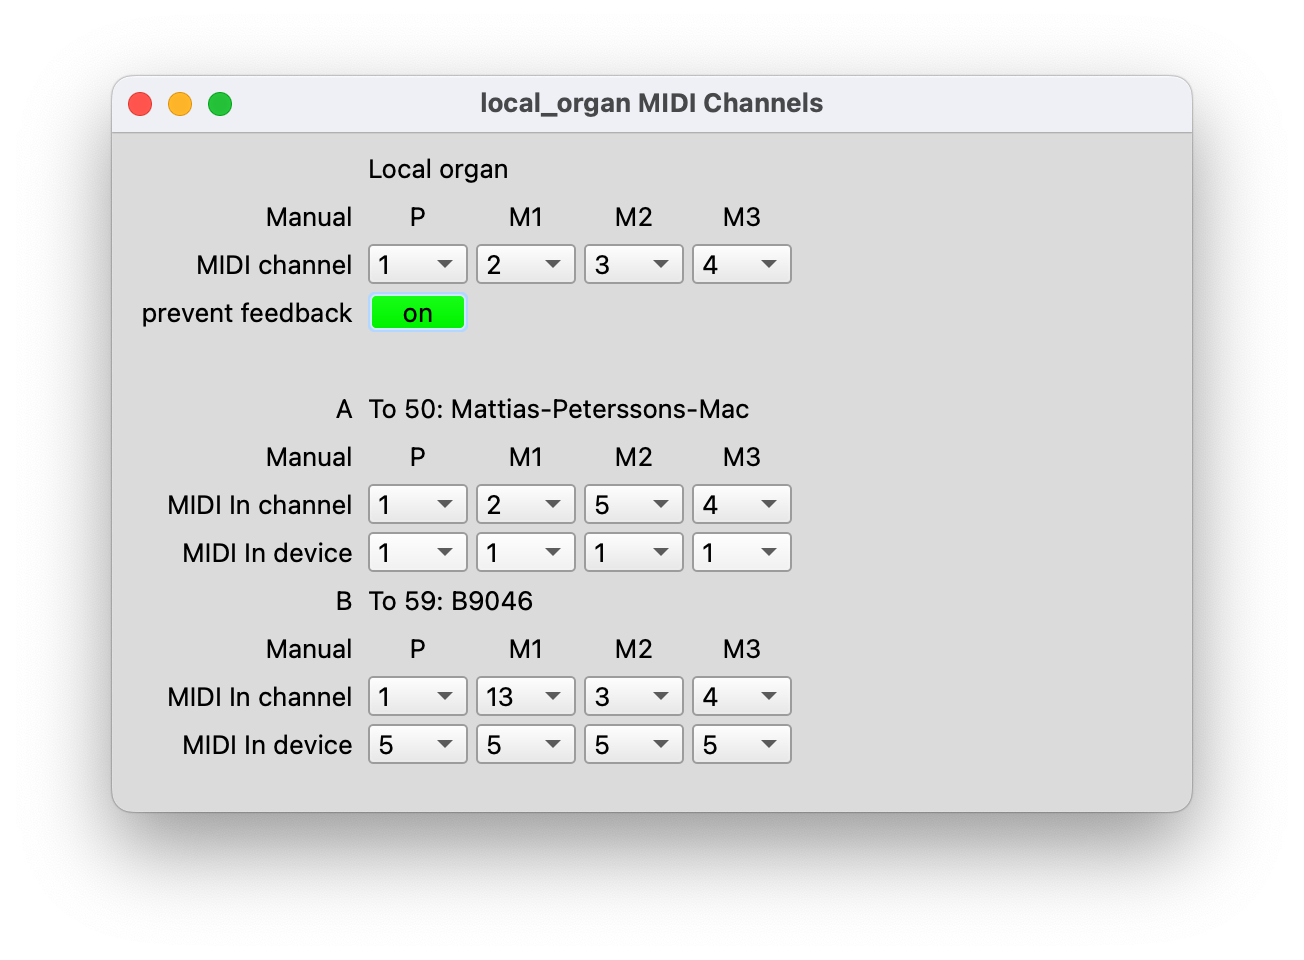 local_organ MIDI Channels
Local organ
Manual P M1 M2 M3
MIDI channel 1 2 3 4
prevent feedback on
A To 50: Mattias-Peterssons-Mac
Manual P M1 M2 M3
MIDI In channel 1 2 5 4
MIDI In device 1 1 1 1
B To 59: B9046
Manual P M1 M2 M3
MIDI In channel 1 13 3 4
MIDI In device 5 5 5 5